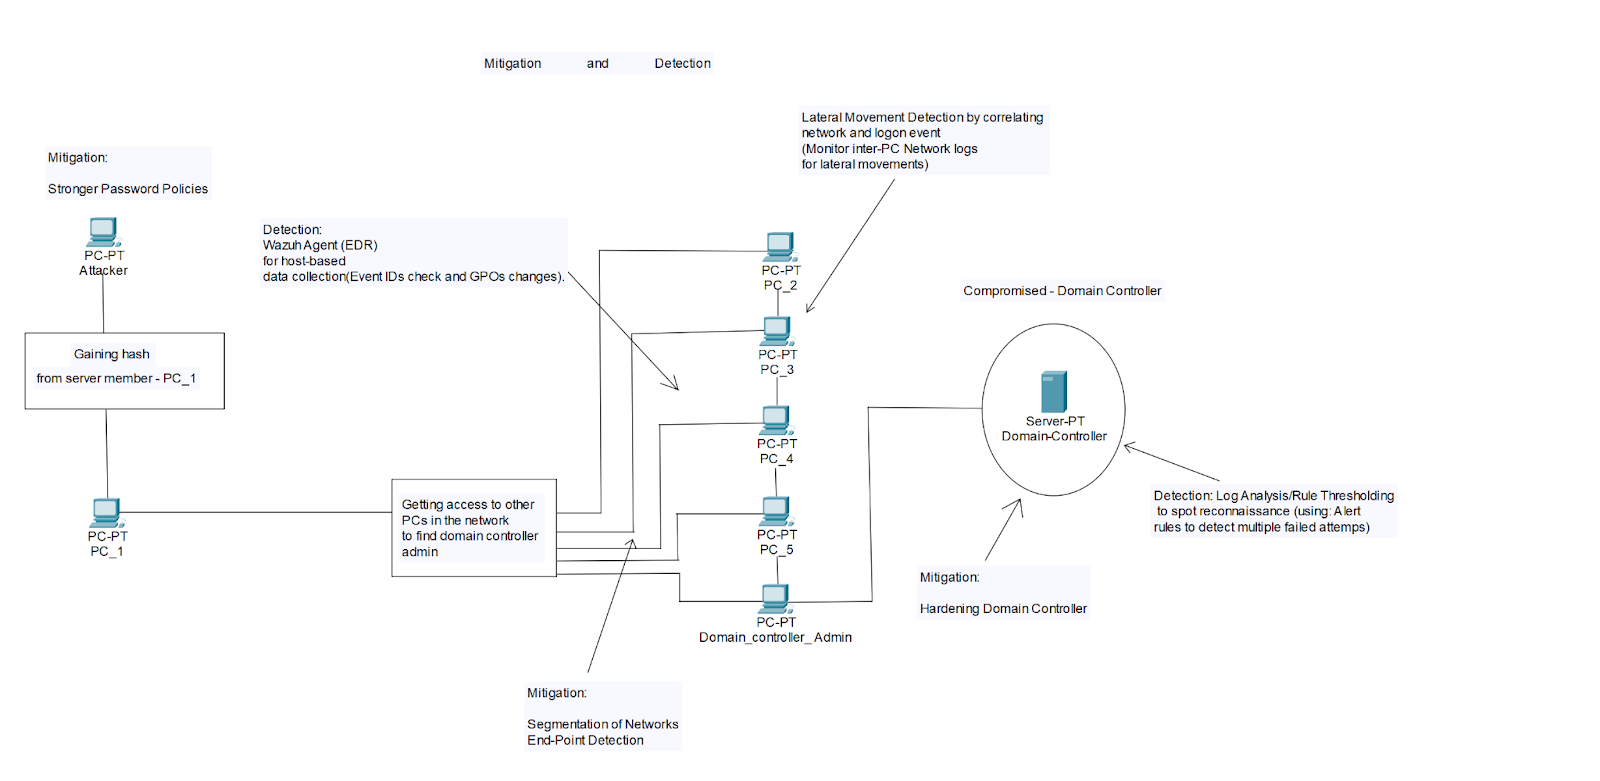 Mitigation and Detection
Lateral Movement Detection by correlating
network and logon event
(Monitor inter-PC Network logs
for lateral movements)
Mitigation:
Stronger Password Policies
PC-PT
Attacker
Detection:
Wazuh Agent (EDR)
for host-based
data collection(Event IDs check and GPOs changes).
PC-PT
PC_2
Compromised - Domain Controller
Gaining hash
from server member - PC_1
PC-PT
PC_3
Server-PT
Domain-Controller
PC-PT
PC_4
Getting access to other
PCs in the network
to find domain controller
admin
PC-PT
PC_1
PC-PT
PC_5
Detection: Log Analysis/Rule Thresholding
to spot reconnaissance (using: Alert
rules to detect multiple failed attemps)
Mitigation:
Hardening Domain Controller
PC-PT
Domain_controller_ Admin
Mitigation:
Segmentation of Networks
End-Point Detection